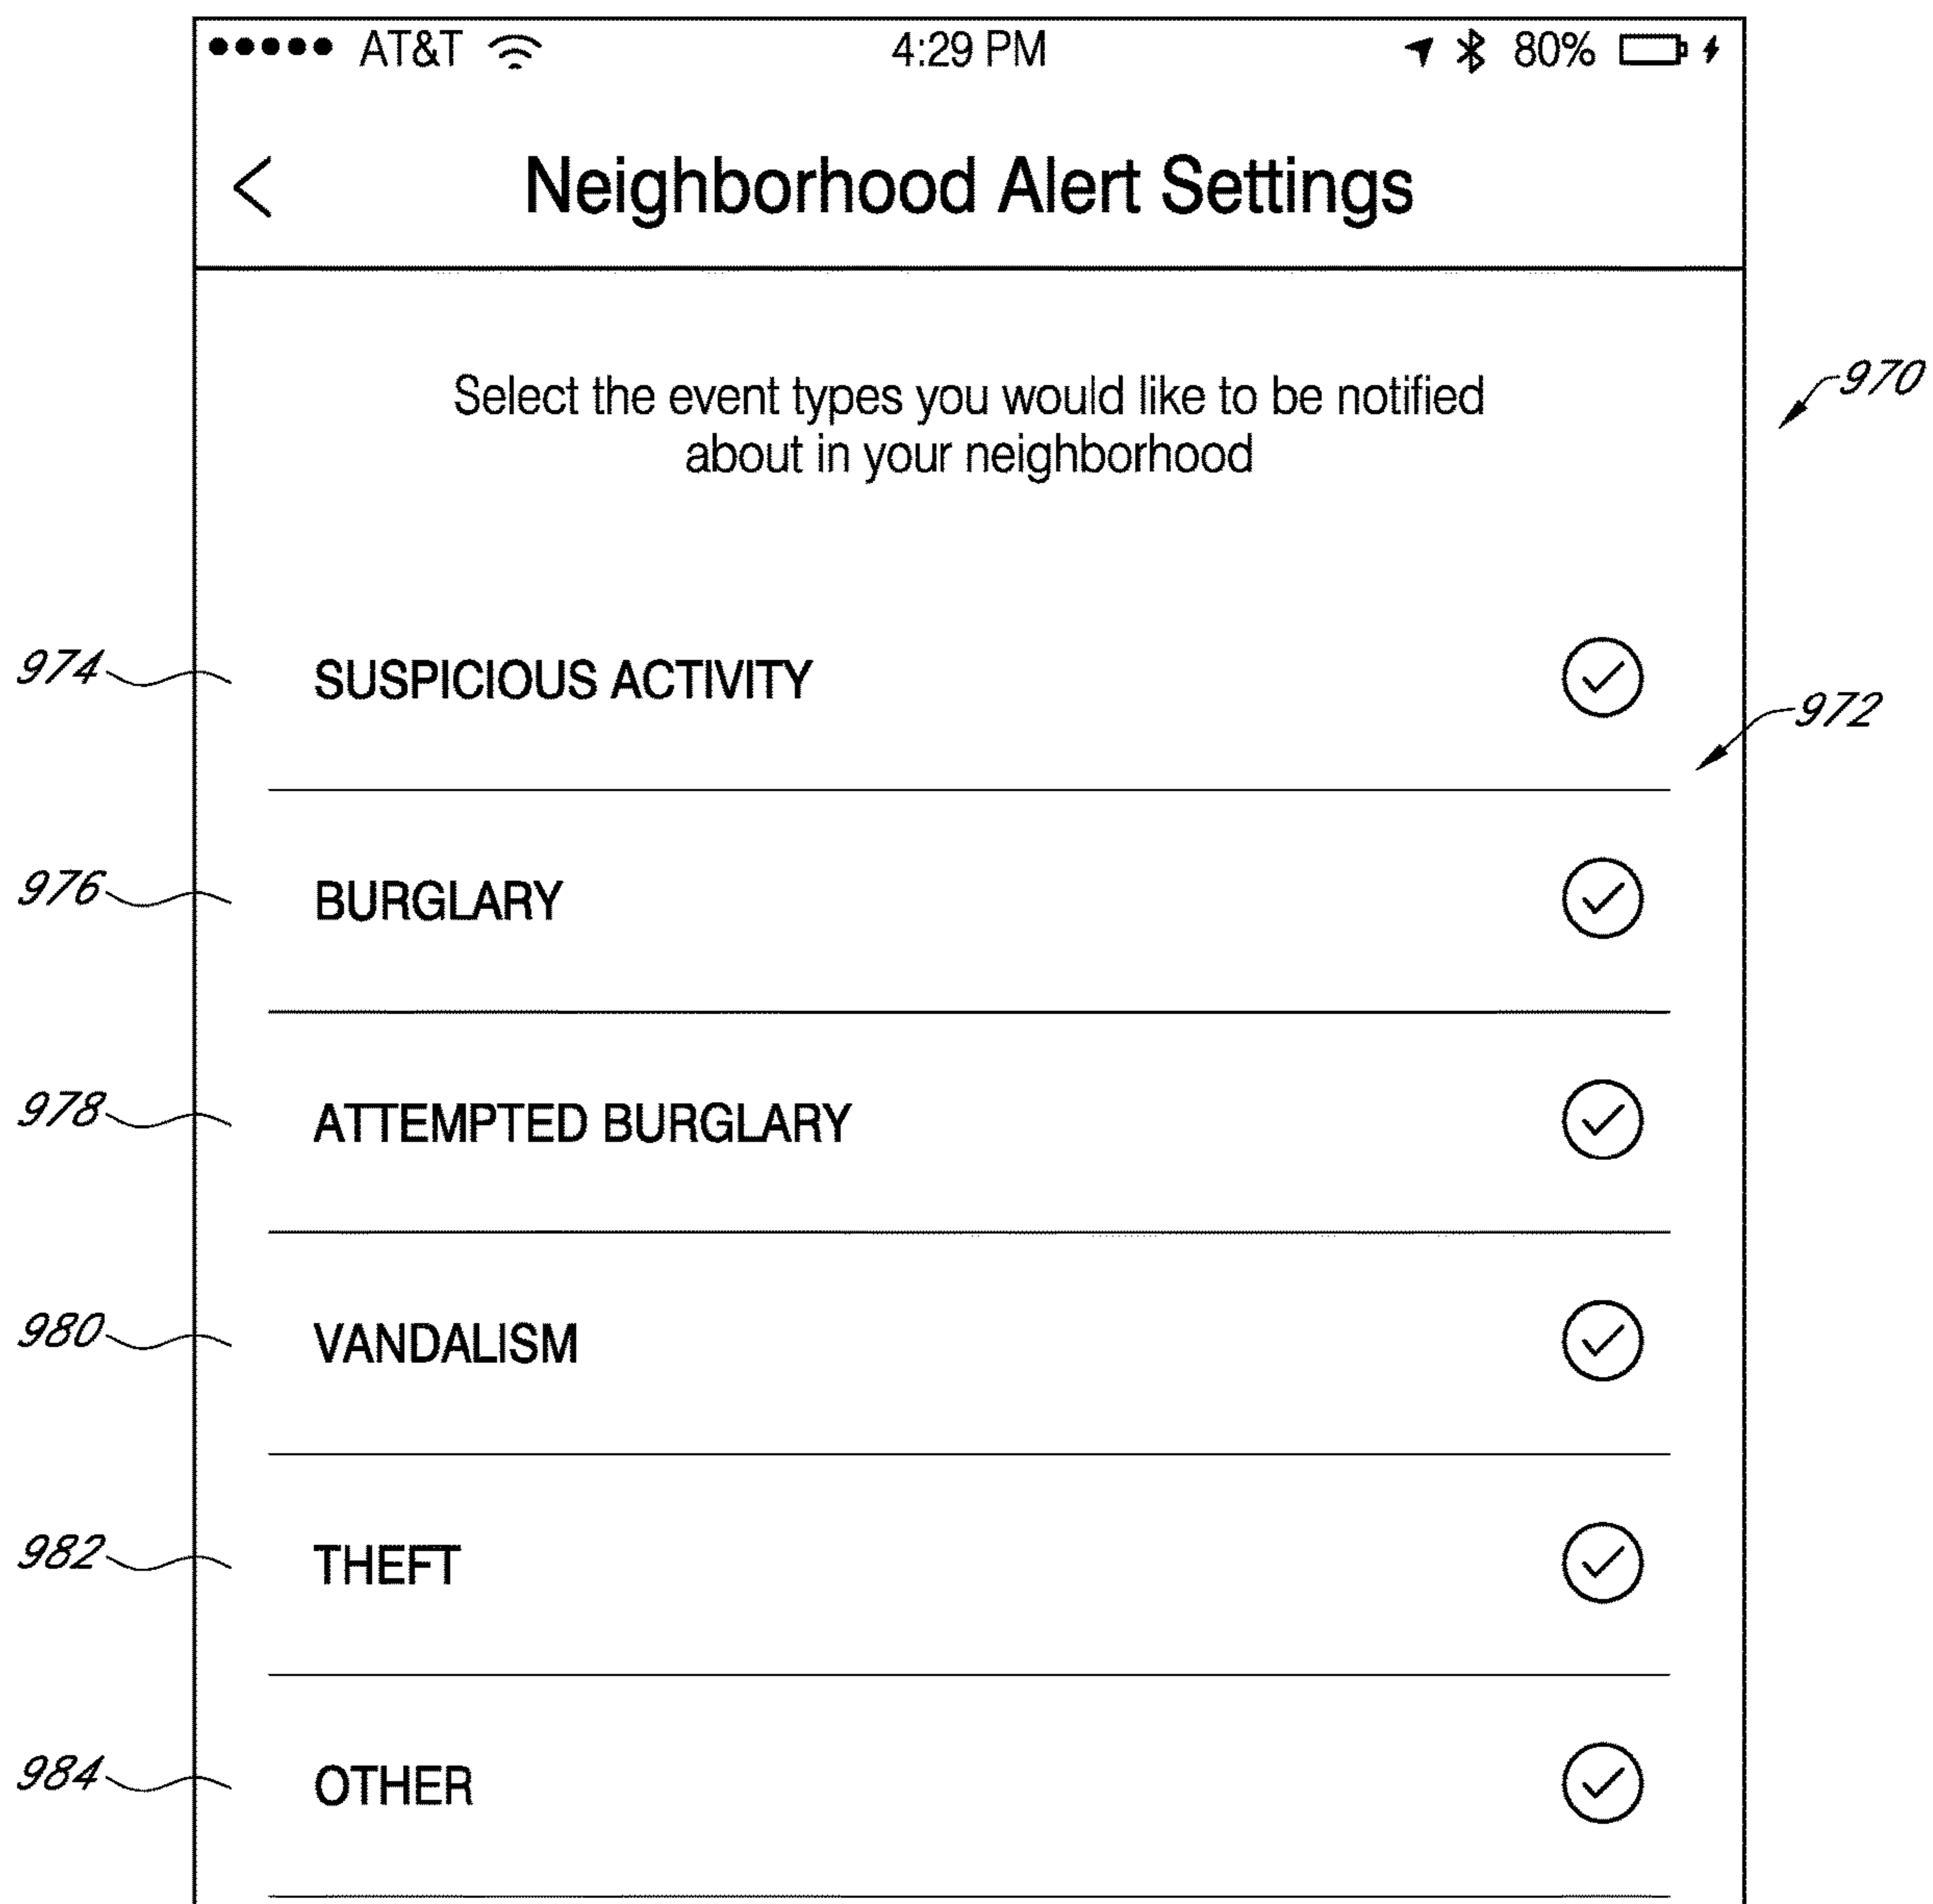 AT&T 4:29 PM 80%
< Neighborhood Alert Settings
Select the event types you would like to be notified
about in your neighborhood
970
974 SUSPICIOUS ACTIVITY
972
976 BURGLARY
978 ATTEMPTED BURGLARY
980 VANDALISM
982 THEFT
984 OTHER